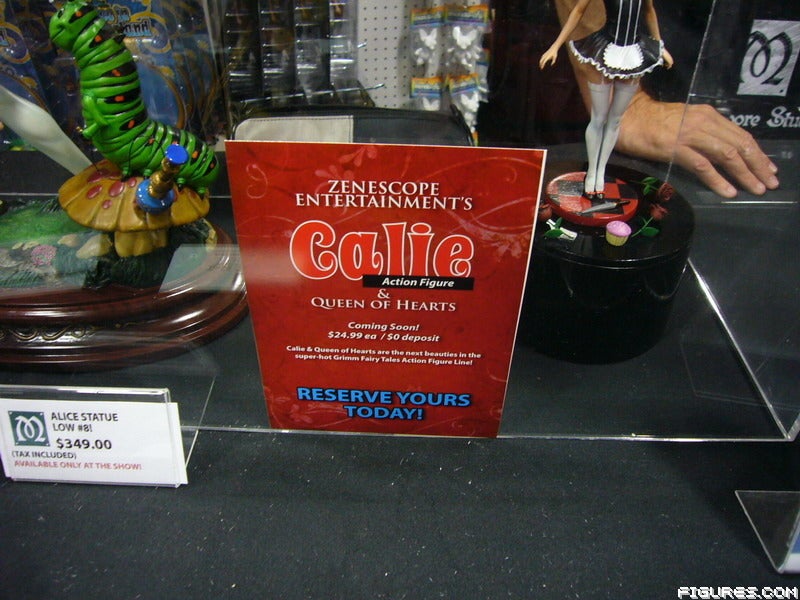 ZENESCOPE
ENTERTAINMENT'S
Calie
Action Figure
&
QUEEN OF HEARTS
Coming Soon!
$24.99 ea / $0 deposit
Calie & Queen of Hearts are the next beauties in the
super-hot Grimm Fairy Tales Action Figure Line!
RESERVE YOURS
TODAY!
ALICE STATUE
LOW #8!
$349.00
(TAX INCLUDED)
AVAILABLE ONLY AT THE SHOW!
FIGURES.COM